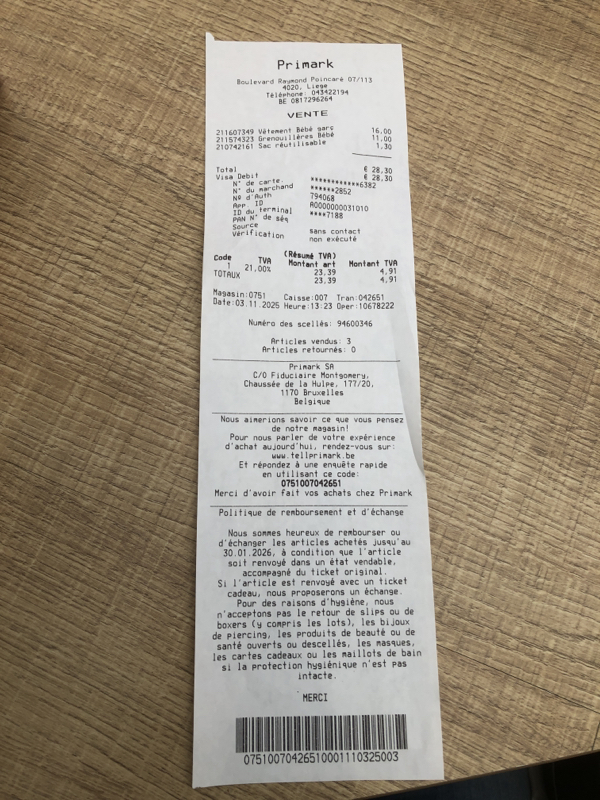 Primark
Boulevard Raymond Poincaré 07/113
4020, Liege
Téléphone: 043422194
BE 0817296264
VENTE
211607349 Vêtement Bébé garç 16,00
211574323 Grenouillères Bébé 11,00
210742161 Sac réutilisable 1,30
Total € 28,30
Visa Debit € 28,30
N° de carte. ************6382
N° du marchand ******2852
Nº d'Auth 794068
App. ID A0000000031010
ID du terminal ****7188
PAN N° de séq
Source sans contact
Vérification non exécuté
(Résumé TVA)
Code TVA Montant art Montant TVA
1 21,00% 23,39 4,91
TOTAUX 23,39 4,91
Magasin:0751 Caisse:007 Tran:042651
Date:03.11.2025 Heure:13:23 Oper:10678222
Numéro des scellés: 94600346
Articles vendus: 3
Articles retournés: 0
Primark SA
C/O Fiduciaire Montgomery,
Chaussée de la Hulpe, 177/20,
1170 Bruxelles
Belgique
Nous aimerions savoir ce que vous pensez
de notre magasin!
Pour nous parler de votre expérience
d'achat aujourd'hui, rendez-vous sur:
www.tellprimark.be
Et répondez à une enquête rapide
en utilisant ce code:
0751007042651
Merci d'avoir fait vos achats chez Primark
Politique de remboursement et d'échange
Nous sommes heureux de rembourser ou
d'échanger les articles achetés jusqu'au
30.01.2026, à condition que l'article
soit renvoyé dans un état vendable,
accompagné du ticket original.
Si l'article est renvoyé avec un ticket
cadeau, nous proposerons un échange.
Pour des raisons d'hygiène, nous
n'acceptons pas le retour de slips ou de
boxers (y compris les lots), les bijoux
de piercing, les produits de beauté ou de
santé ouverts ou descellés, les masques,
les cartes cadeaux ou les maillots de bain
si la protection hygiénique n'est pas
intacte.
MERCI
07510070426510001110325003